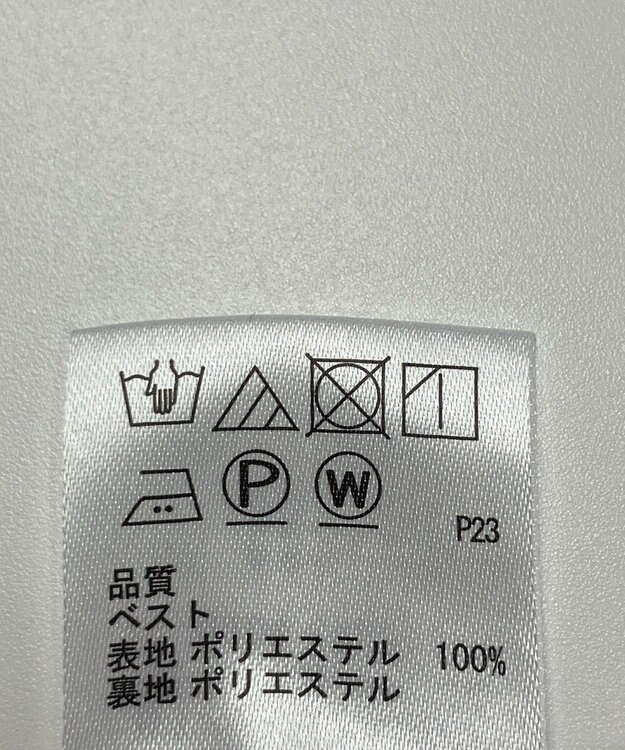 P W P23
品質
ベスト
表地 ポリエステル 100%
裏地 ポリエステル